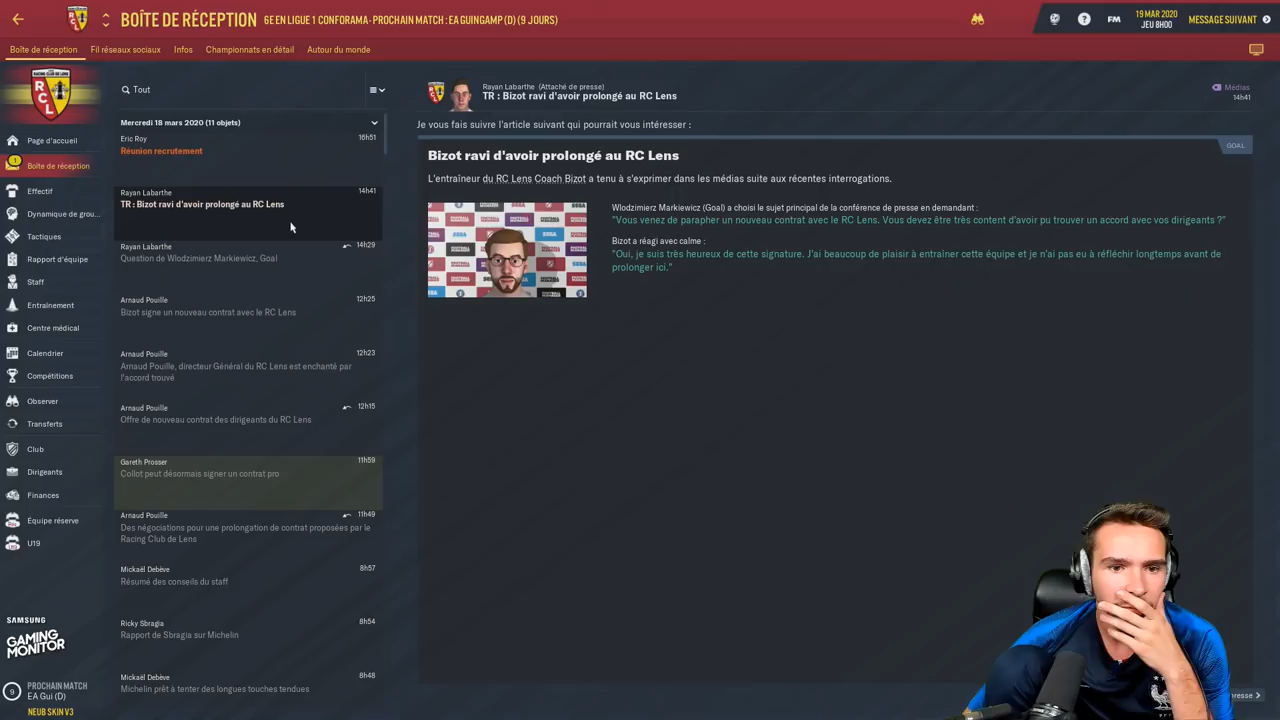 BOÎTE DE RÉCEPTION
6E EN LIGUE 1 CONFORAMA - PROCHAIN MATCH : EA GUINGAMP (D) (9 JOURS)
FM
19 MAR 2020
JEU 8H00
MESSAGE SUIVANT
Boîte de réception
Fil réseaux sociaux
Infos
Championnats en détail
Autour du monde
RACING CLUB DE LENS
RCL
Page d'accueil
1
Boîte de réception
Effectif
Dynamique de grou...
Tactiques
Rapport d'équipe
Staff
Entraînement
Centre médical
Calendrier
Compétitions
Observer
Transferts
Club
Dirigeants
Finances
Équipe réserve
U19
SAMSUNG
GAMING
MONITOR
9
PROCHAIN MATCH
EA Gui (D)
NEUB SKIN V3
Tout
Mercredi 18 mars 2020 (11 objets)
Eric Roy 16h51
Réunion recrutement
Rayan Labarthe 14h41
TR : Bizot ravi d'avoir prolongé au RC Lens
Rayan Labarthe 14h29
Question de Wlodzimierz Markiewicz, Goal
Arnaud Pouille 12h25
Bizot signe un nouveau contrat avec le RC Lens
Arnaud Pouille 12h23
Arnaud Pouille, directeur Général du RC Lens est enchanté par
l'accord trouvé
Arnaud Pouille 12h15
Offre de nouveau contrat des dirigeants du RC Lens
Gareth Prosser 11h59
Collot peut désormais signer un contrat pro
Arnaud Pouille 11h49
Des négociations pour une prolongation de contrat proposées par le
Racing Club de Lens
Mickaël Debève 8h57
Résumé des conseils du staff
Ricky Sbragia 8h54
Rapport de Sbragia sur Michelin
Mickaël Debève 8h48
Michelin prêt à tenter des longues touches tendues
Rayan Labarthe (Attaché de presse)
TR : Bizot ravi d'avoir prolongé au RC Lens
Médias
14h41
Je vous fais suivre l'article suivant qui pourrait vous intéresser :
GOAL
Bizot ravi d'avoir prolongé au RC Lens
L'entraîneur du RC Lens Coach Bizot a tenu à s'exprimer dans les médias suite aux récentes interrogations.
Wlodzimierz Markiewicz (Goal) a choisi le sujet principal de la conférence de presse en demandant :
"Vous venez de parapher un nouveau contrat avec le RC Lens. Vous devez être très content d'avoir pu trouver un accord avec vos dirigeants ?"
Bizot a réagi avec calme :
"Oui, je suis très heureux de cette signature. J'ai beaucoup de plaisir à entraîner cette équipe et je n'ai pas eu à réfléchir longtemps avant de
prolonger ici."